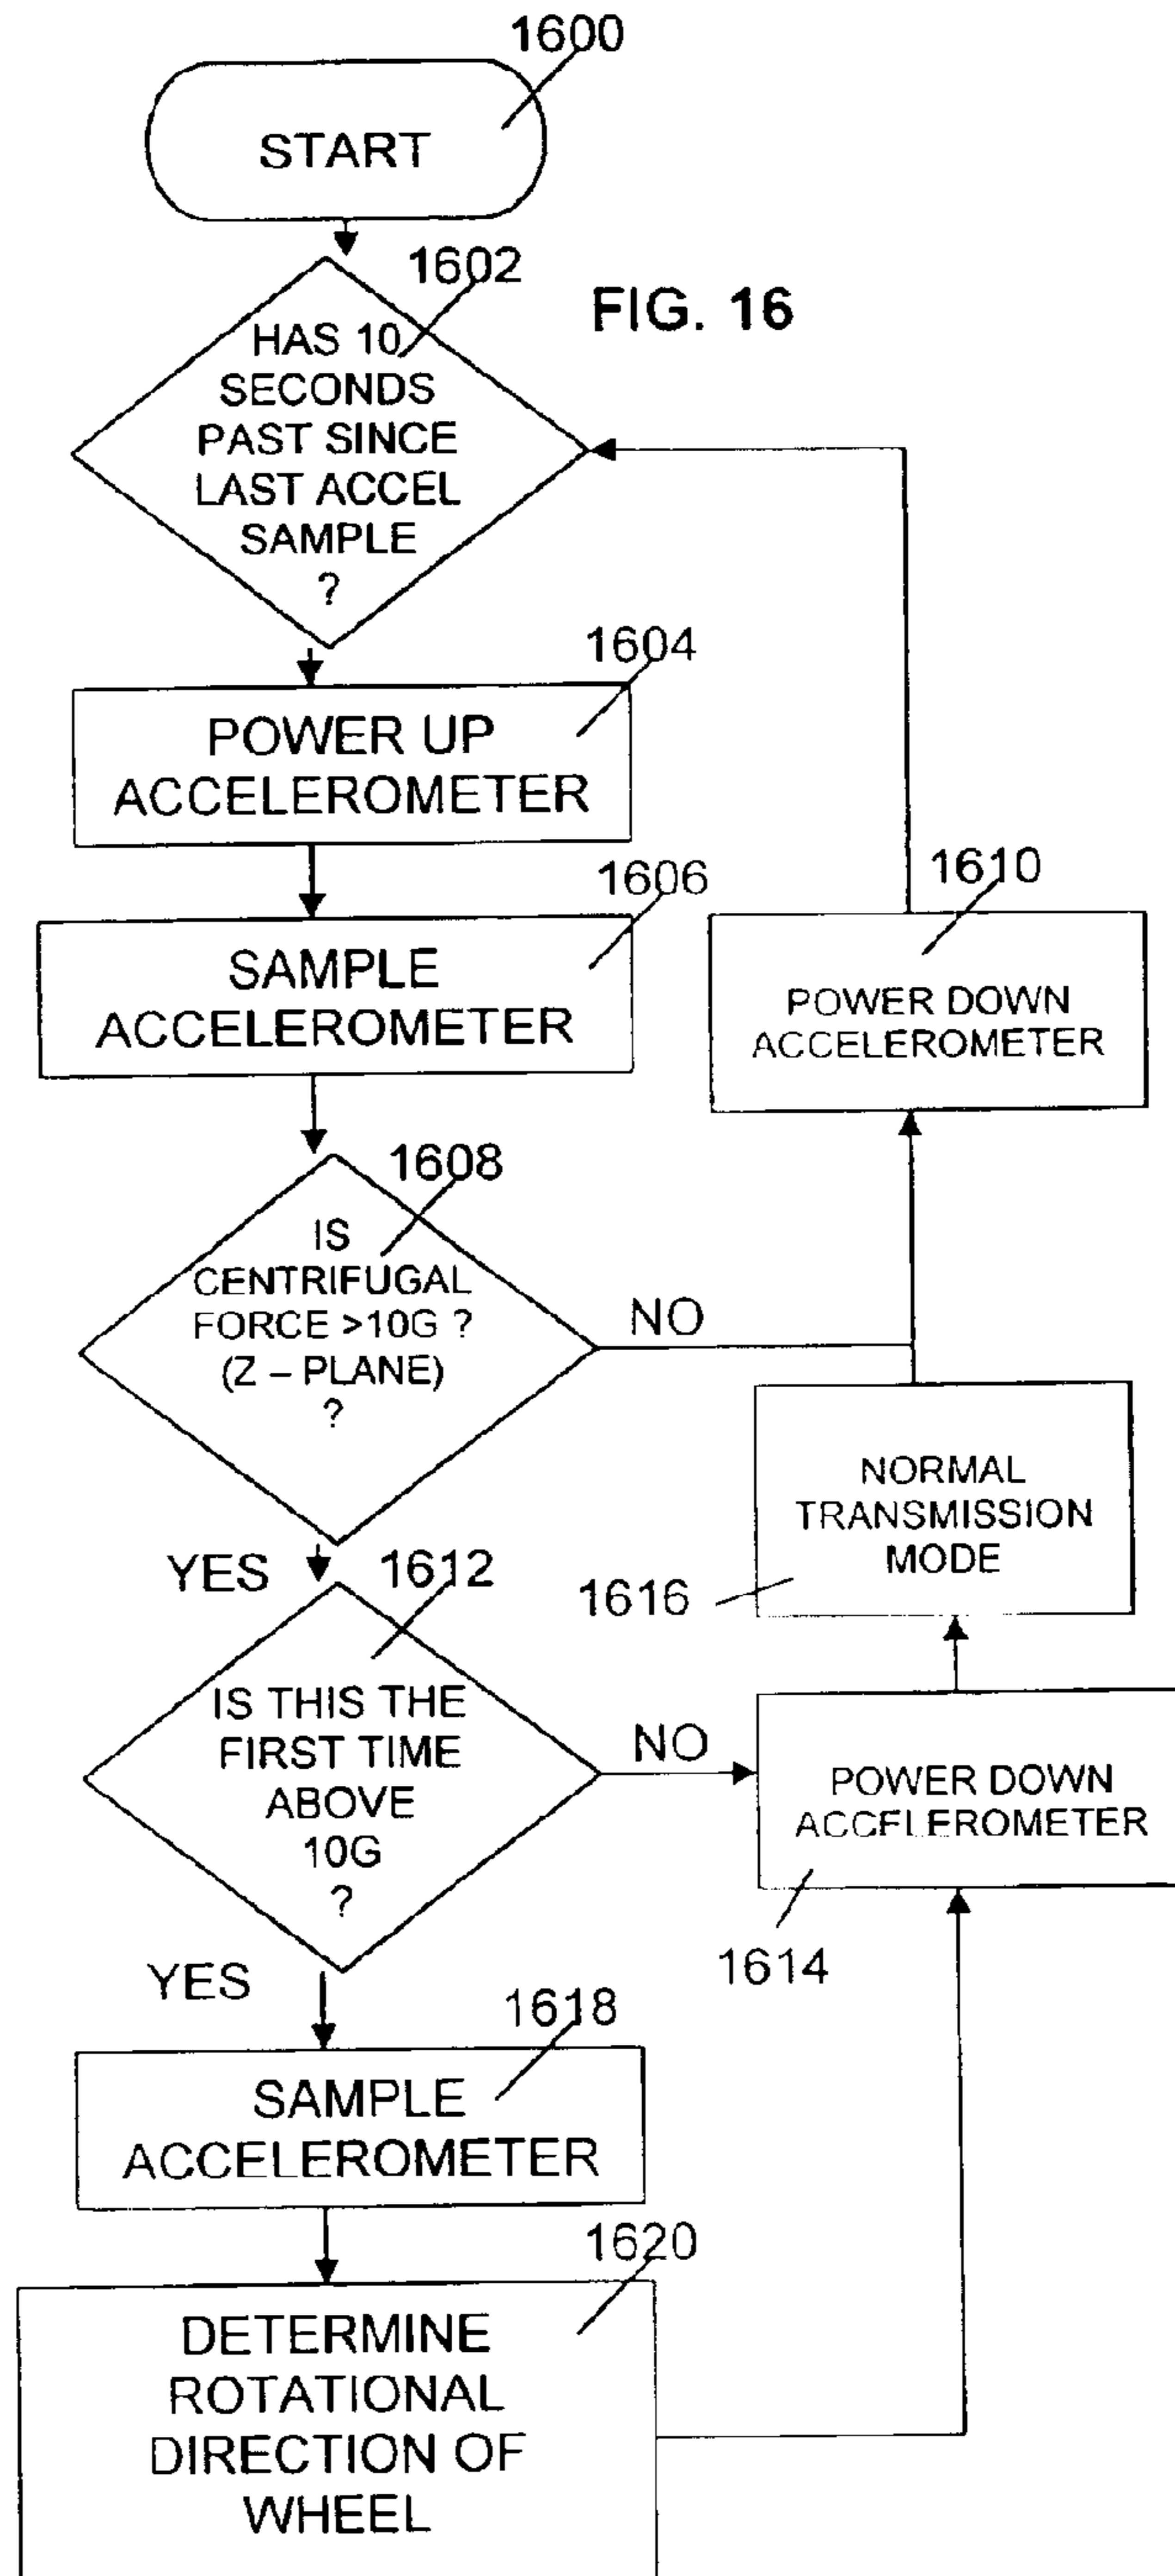 1600
START
1602
FIG. 16
HAS 10
SECONDS
PAST SINCE
LAST ACCEL
SAMPLE
?
1604
POWER UP
ACCELEROMETER
1606
SAMPLE
ACCELEROMETER
1610
POWER DOWN
ACCELEROMETER
1608
IS
CENTRIFUGAL
FORCE >10G ?
(Z – PLANE)
?
NO
NORMAL
TRANSMISSION
MODE
1616
YES
1612
IS THIS THE
FIRST TIME
ABOVE
10G
?
NO
POWER DOWN
ACCELEROMETER
1614
YES
1618
SAMPLE
ACCELEROMETER
1620
DETERMINE
ROTATIONAL
DIRECTION OF
WHEEL